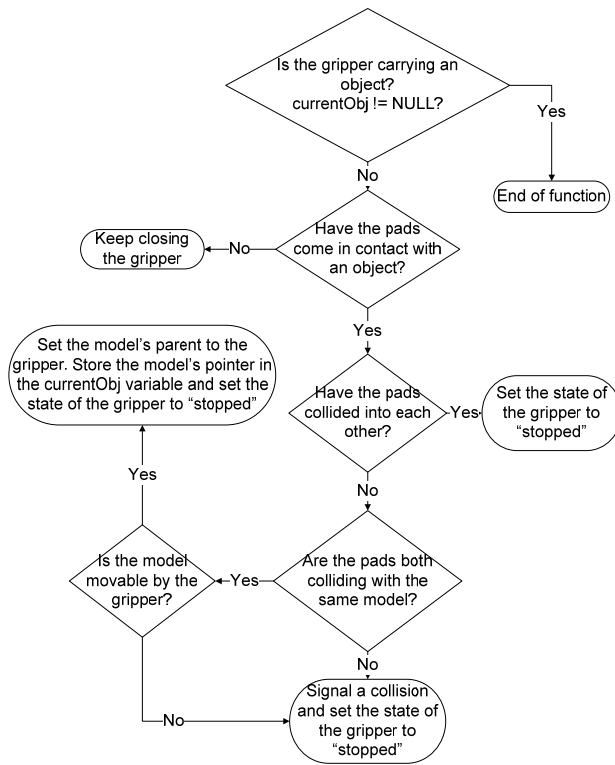 Is the gripper carrying an
object?
currentObj != NULL?
Yes
End of function
No
Have the pads
come in contact with
an object?
No
Keep closing
the gripper
Yes
Set the model's parent to the
gripper. Store the model's pointer in
the currentObj variable and set the
state of the gripper to “stopped”
Have the pads
collided into each
other?
Yes
Set the state of
the gripper to
“stopped”
No
Yes
Are the pads both
colliding with the
same model?
Yes
Is the model
movable by the
gripper?
No
No
Signal a collision
and set the state of
the gripper to
“stopped”